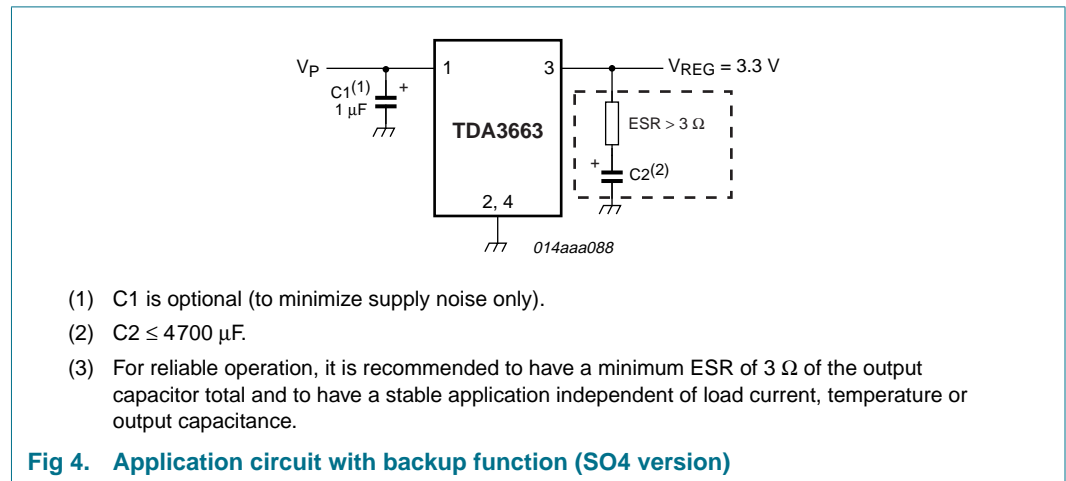 V_P
1
3
V_REG = 3.3 V
C1(1)
+
1 μF
TDA3663
ESR > 3 Ω
+
C2(2)
2, 4
014aaa088
(1) C1 is optional (to minimize supply noise only).
(2) C2 ≤ 4700 μF.
(3) For reliable operation, it is recommended to have a minimum ESR of 3 Ω of the output
capacitor total and to have a stable application independent of load current, temperature or
output capacitance.
Fig 4. Application circuit with backup function (SO4 version)